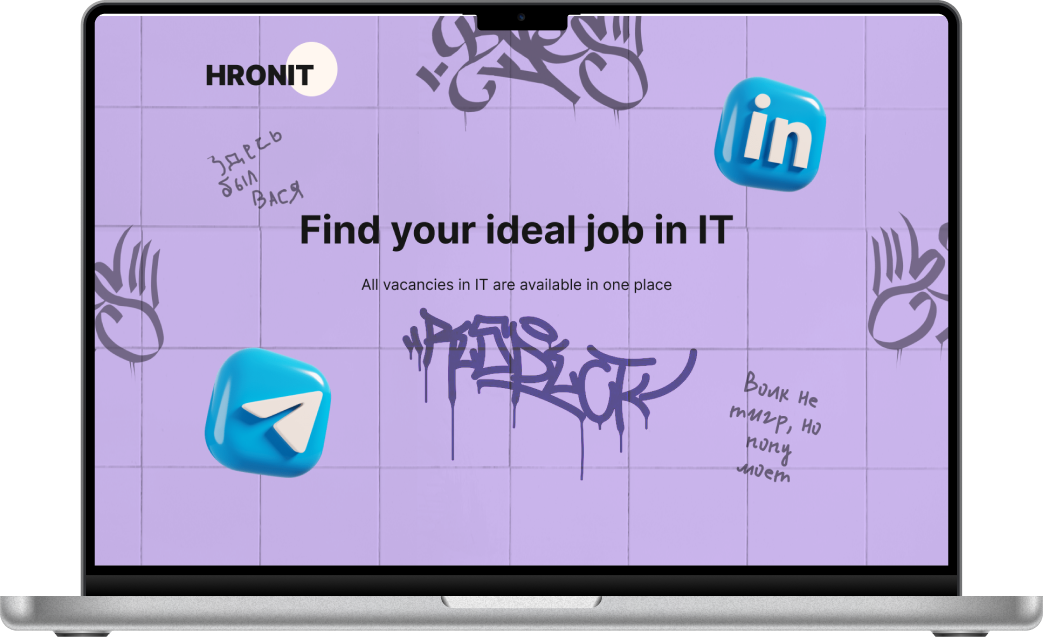 HRONIT
in
здесь
был
ВАСЯ
Find your ideal job in IT
All vacancies in IT are available in one place
Волк не
тигр, но
попу
моет